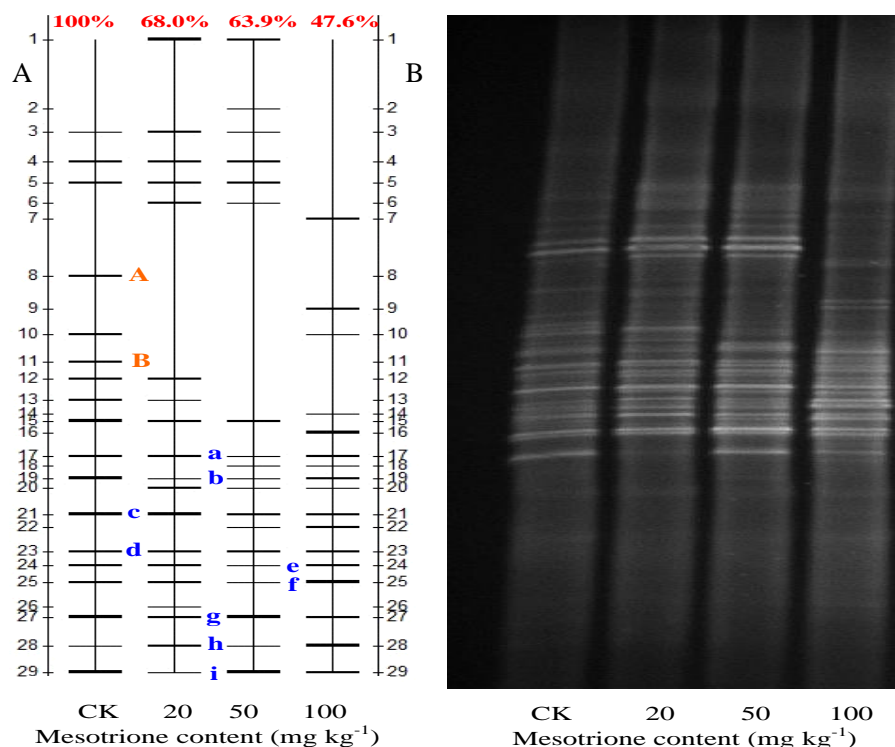 100% 68.0% 63.9% 47.6%
A
B
1 1
2 2
3 3
4 4
5 5
6 6
7 7
8 A 8
9 9
10 10
11 B 11
12 12
13 13
14 14
15 15
16 16
17 a 17
18 18
19 b 19
20 20
21 c 21
22 22
23 d 23
24 e 24
25 f 25
26 26
27 g 27
28 h 28
29 i 29
CK 20 50 100
Mesotrione content (mg kg⁻¹)
CK 20 50 100
Mesotrione content (mg kg⁻¹)